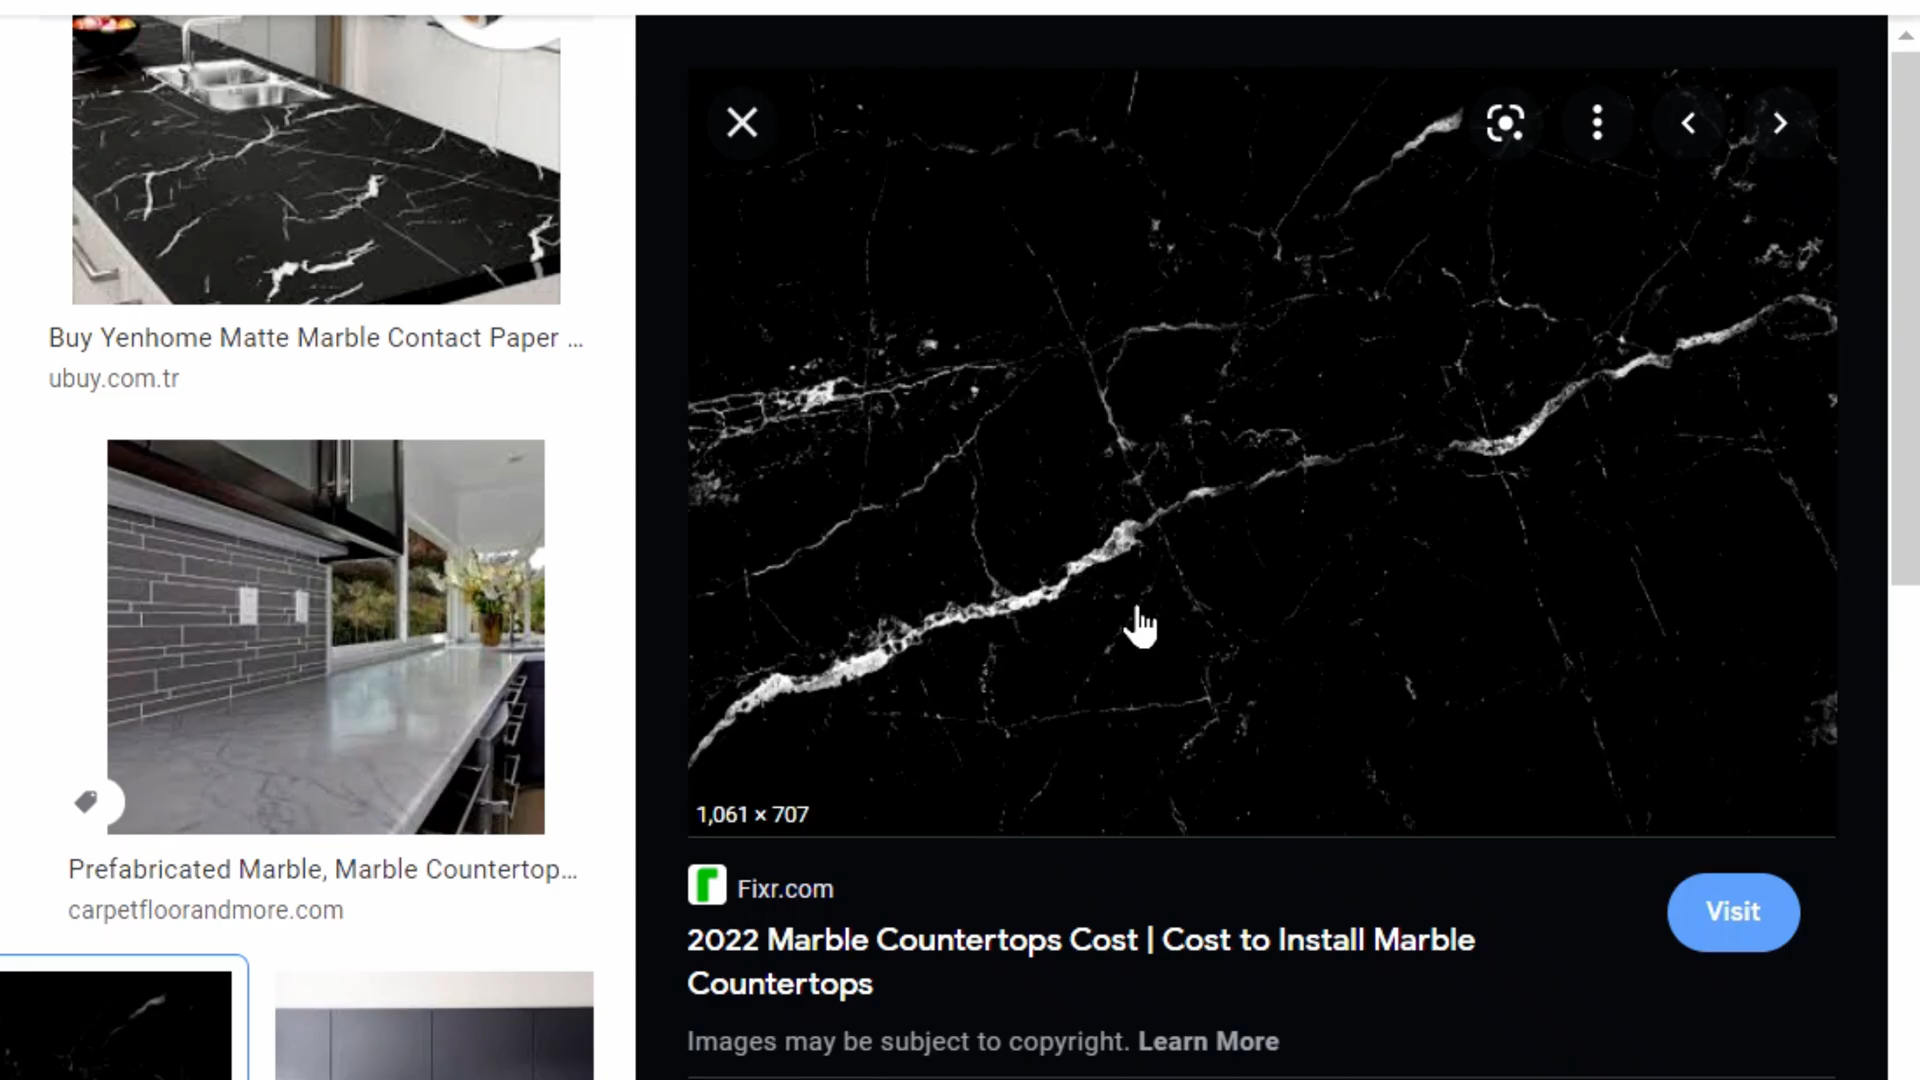 Buy Yenhome Matte Marble Contact Paper ...
ubuy.com.tr
Prefabricated Marble, Marble Countertop...
carpetfloorandmore.com
1,061 × 707
Fixr.com
Visit
2022 Marble Countertops Cost | Cost to Install Marble
Countertops
Images may be subject to copyright. Learn More